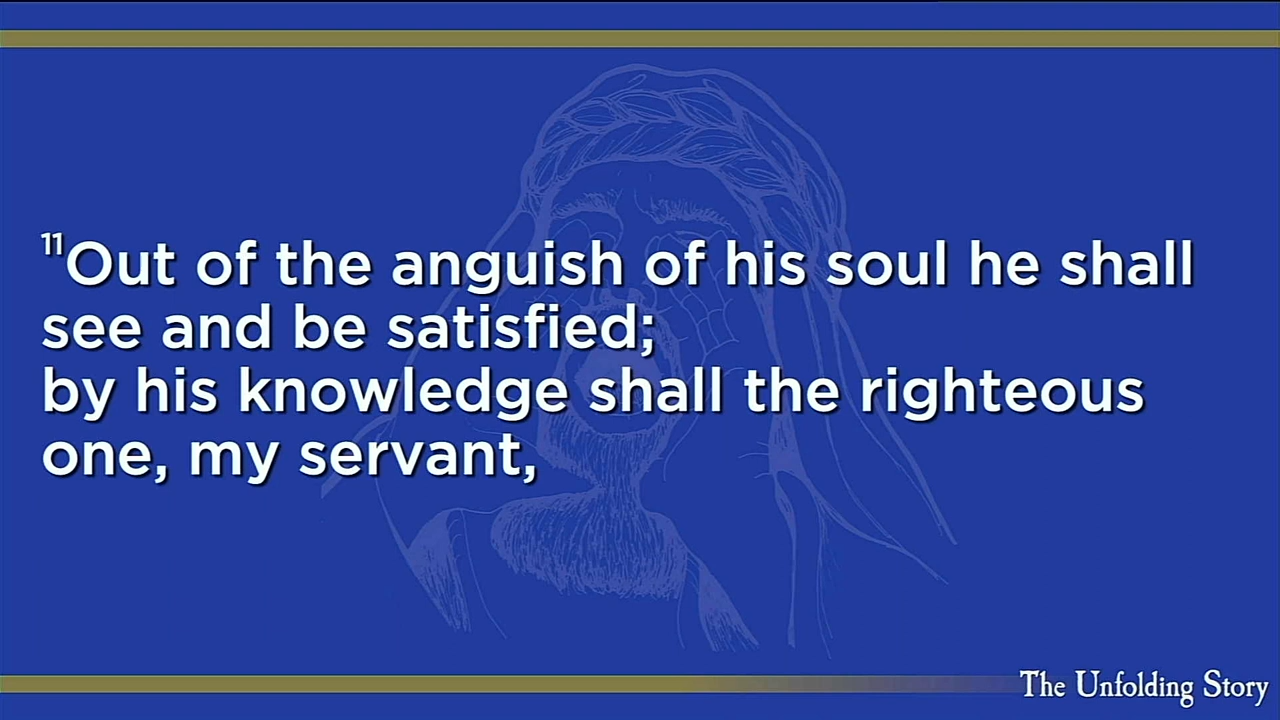 11Out of the anguish of his soul he shall
see and be satisfied;
by his knowledge shall the righteous
one, my servant,
The Unfolding Story